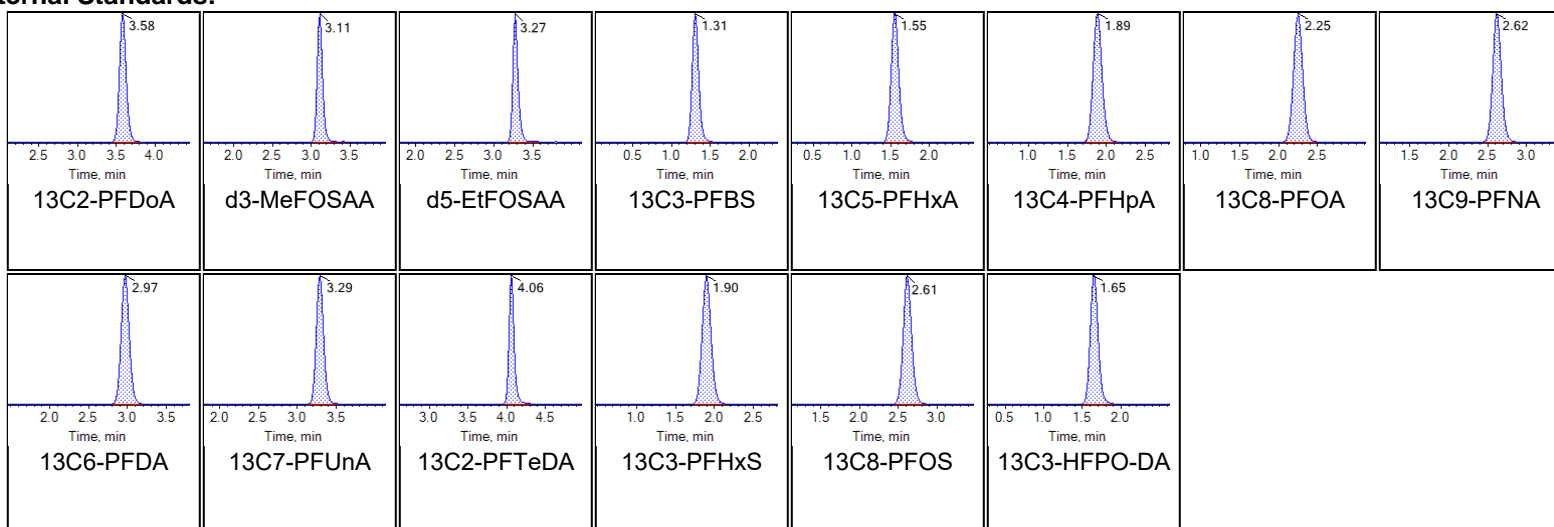 ternal Standards:
3.58 3.11 3.27 1.31 1.55 1.89 2.25 2.62
2.5 3.0 3.5 4.0 2.0 2.5 3.0 3.5 2.0 2.5 3.0 3.5 0.5 1.0 1.5 2.0 0.5 1.0 1.5 2.0 1.0 1.5 2.0 2.5 1.0 1.5 2.0 2.5 1.5 2.0 2.5 3.0
Time, min Time, min Time, min Time, min Time, min Time, min Time, min Time, min
13C2-PFDoA d3-MeFOSAA d5-EtFOSAA 13C3-PFBS 13C5-PFHxA 13C4-PFHpA 13C8-PFOA 13C9-PFNA
2.97 3.29 4.06 1.90 2.61 1.65
2.0 2.5 3.0 3.5 2.0 2.5 3.0 3.5 3.0 3.5 4.0 4.5 1.0 1.5 2.0 2.5 1.5 2.0 2.5 3.0 0.5 1.0 1.5 2.0
Time, min Time, min Time, min Time, min Time, min Time, min
13C6-PFDA 13C7-PFUnA 13C2-PFTeDA 13C3-PFHxS 13C8-PFOS 13C3-HFPO-DA